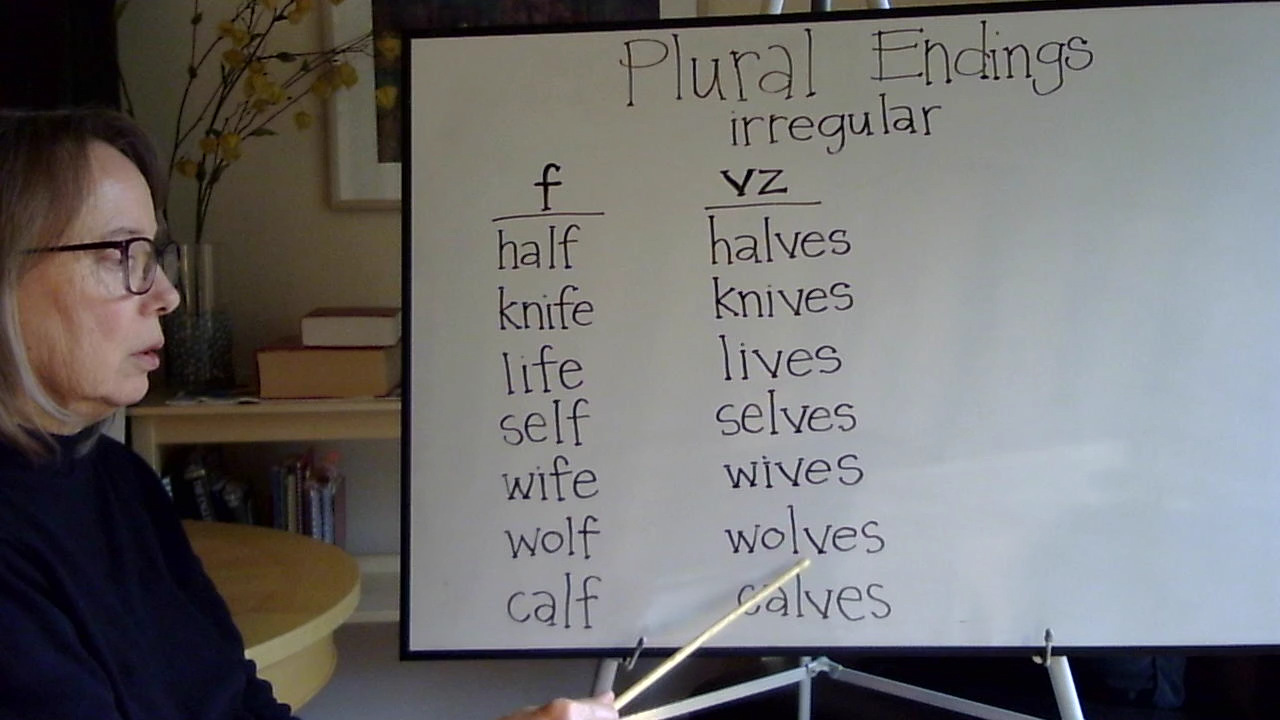 Plural Endings
irregular
f vz
half halves
knife knives
life lives
self selves
wife wives
wolf wolves
calf calves